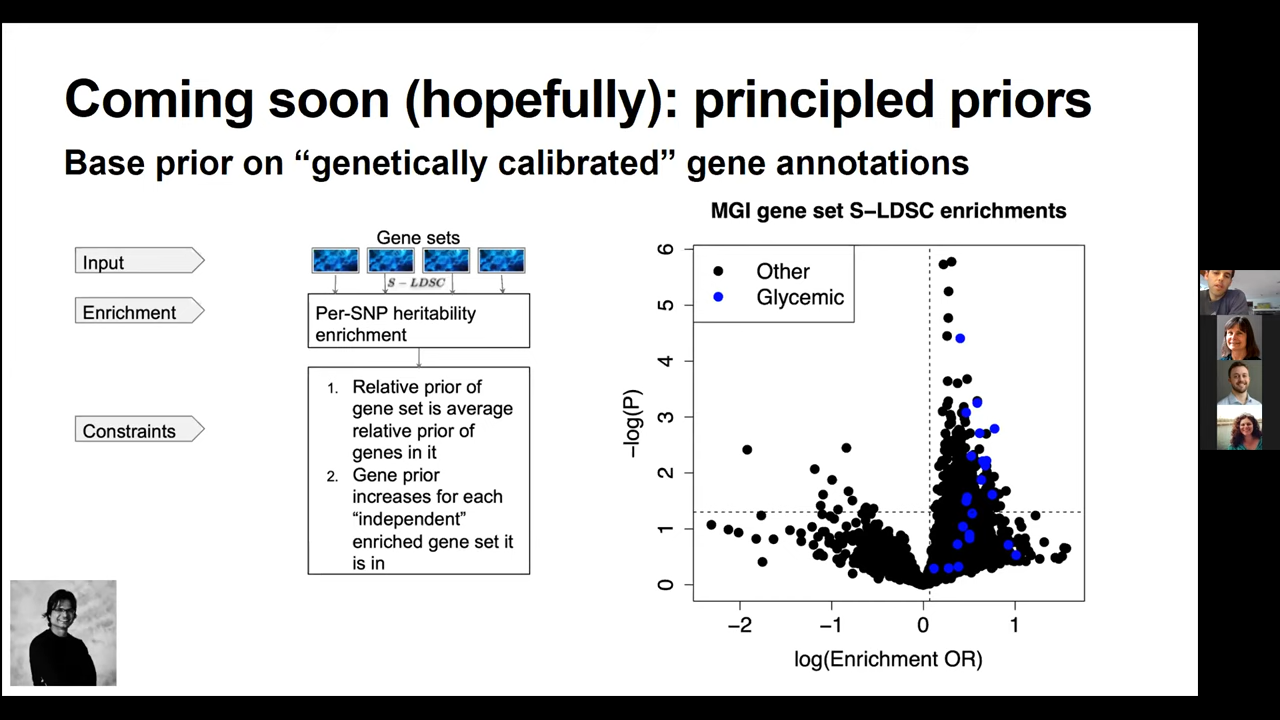 Coming soon (hopefully): principled priors
Base prior on “genetically calibrated” gene annotations
Input
Enrichment
Constraints
Gene sets
S – LDSC
Per-SNP heritability
enrichment
1. Relative prior of
gene set is average
relative prior of
genes in it
2. Gene prior
increases for each
“independent”
enriched gene set it
is in
MGI gene set S–LDSC enrichments
Other
Glycemic
−log(P)
6
5
4
3
2
1
0
−2 −1 0 1
log(Enrichment OR)